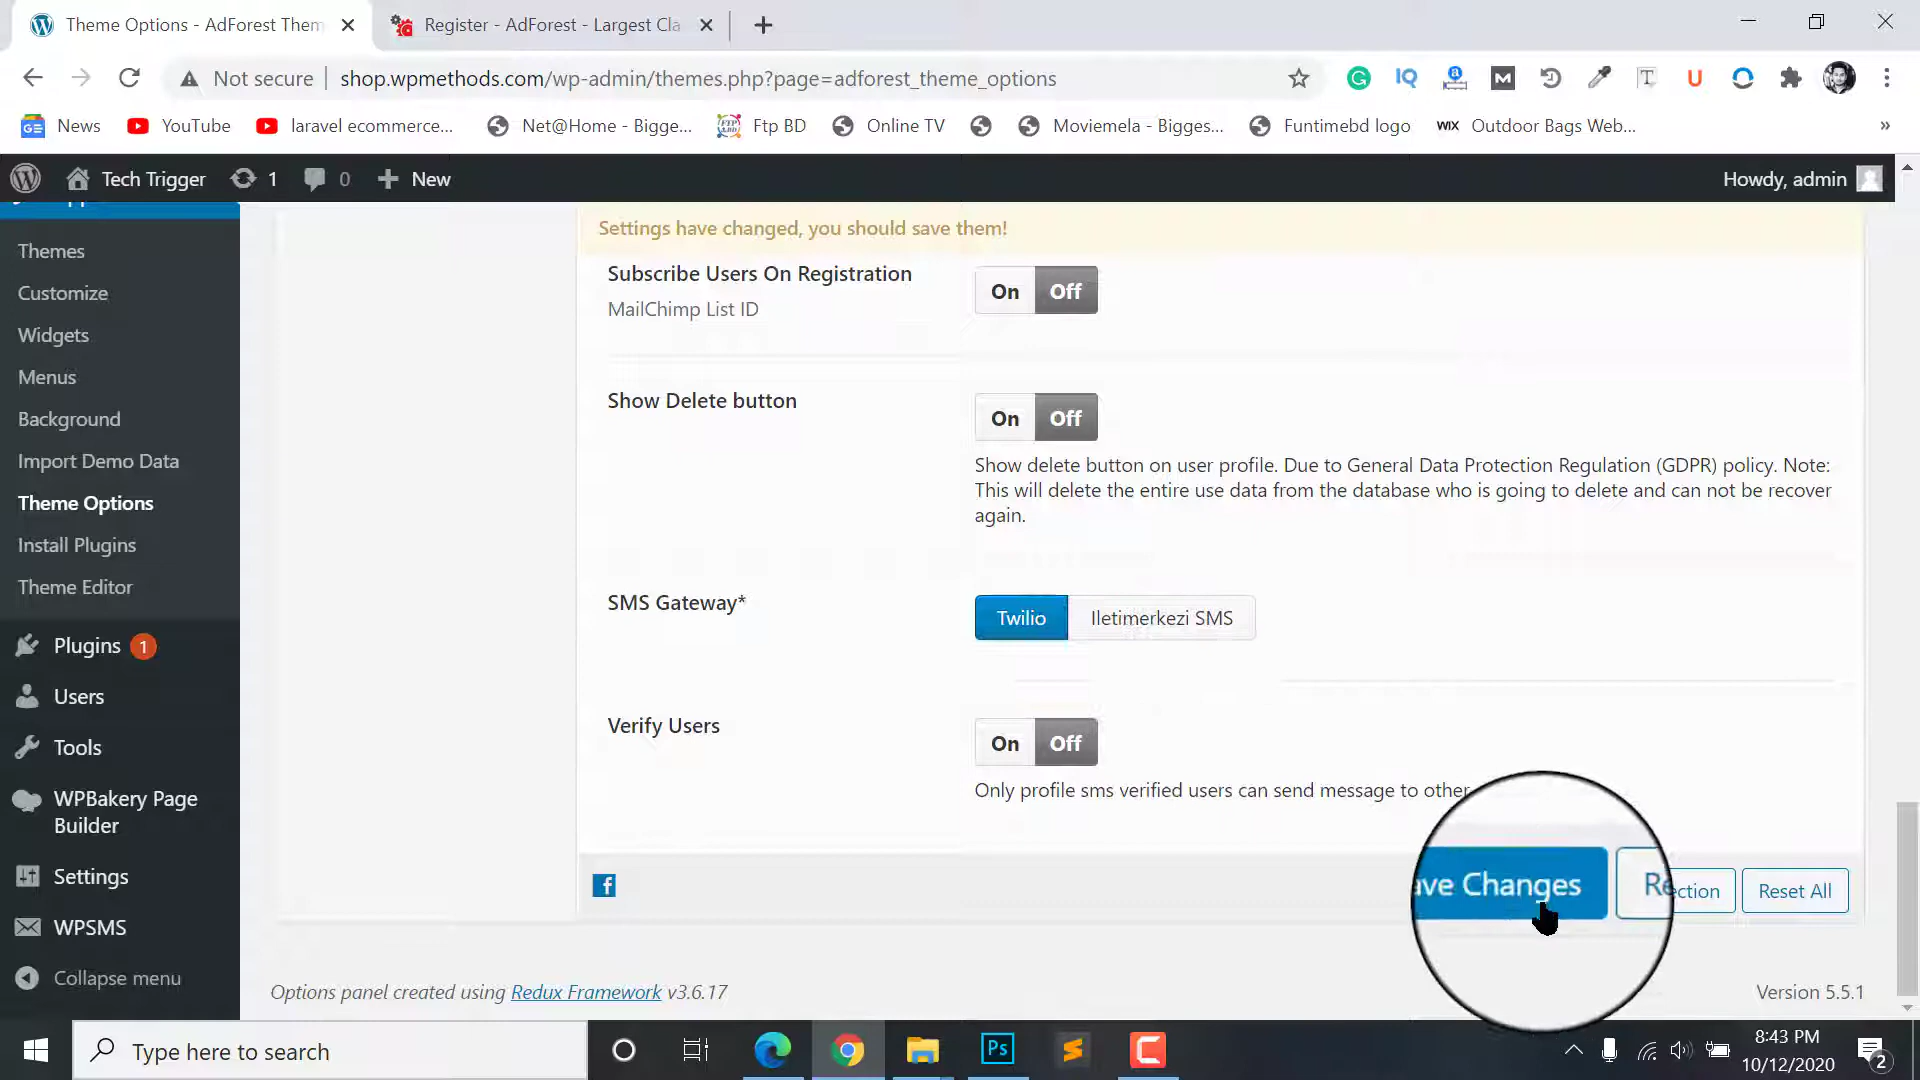 Theme Options - AdForest Them
Register - AdForest - Largest Cla
Not secure
shop.wpmethods.com/wp-admin/themes.php?page=adforest_theme_options
News
YouTube
laravel ecommerce...
Net@Home - Bigge...
Ftp BD
Online TV
Moviemela - Bigges...
Funtimebd logo
WIX Outdoor Bags Web...
»
Tech Trigger
1
0
New
Howdy, admin
Themes
Customize
Widgets
Menus
Background
Import Demo Data
Theme Options
Install Plugins
Theme Editor
Plugins 1
Users
Tools
WPBakery Page
Builder
Settings
WPSMS
Collapse menu
Settings have changed, you should save them!
Subscribe Users On Registration
MailChimp List ID
On Off
Show Delete button
On Off
Show delete button on user profile. Due to General Data Protection Regulation (GDPR) policy. Note:
This will delete the entire use data from the database who is going to delete and can not be recover
again.
SMS Gateway*
Twilio Iletimerkezi SMS
Verify Users
On Off
Only profile sms verified users can send message to other
ave Changes
Re
ection
Reset All
Options panel created using Redux Framework v3.6.17
Version 5.5.1
Type here to search
Ps
8:43 PM
10/12/2020
2